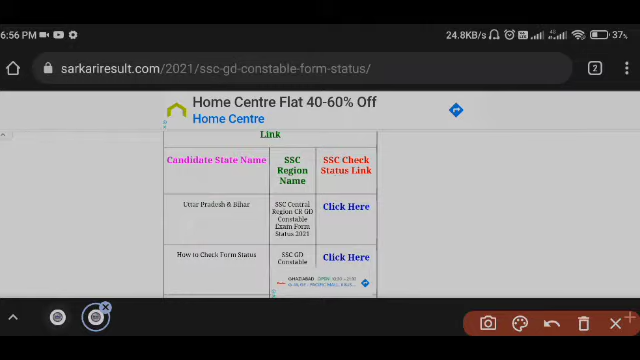 6:56 PM
24.8KB/s
37%
sarkariresult.com/2021/ssc-gd-constable-form-status/
2
Home Centre Flat 40-60% Off
Home Centre
Link
Candidate State Name
SSC Region Name
SSC Check Status Link
Uttar Pradesh & Bihar
SSC Central
Region CR GD
Constable
Exam Form
Status 2021
Click Here
How to Check Form Status
SSC GD
Constable
Click Here
GHAZIABAD